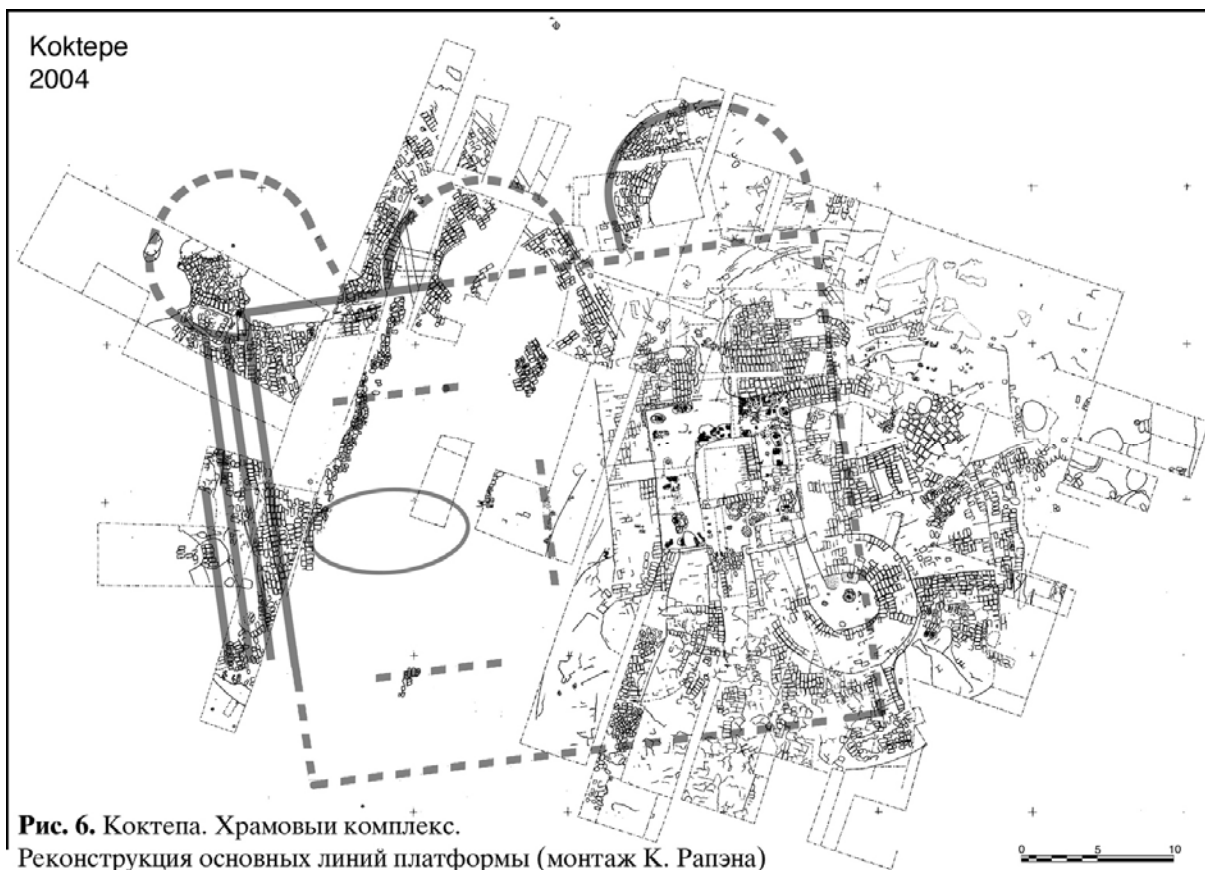 Koktepe
2004
Рис. 6. Коктепа. Храмовыи комплекс.
Реконструкция основных линий платформы (монтаж К. Рапэна)
0 5 10